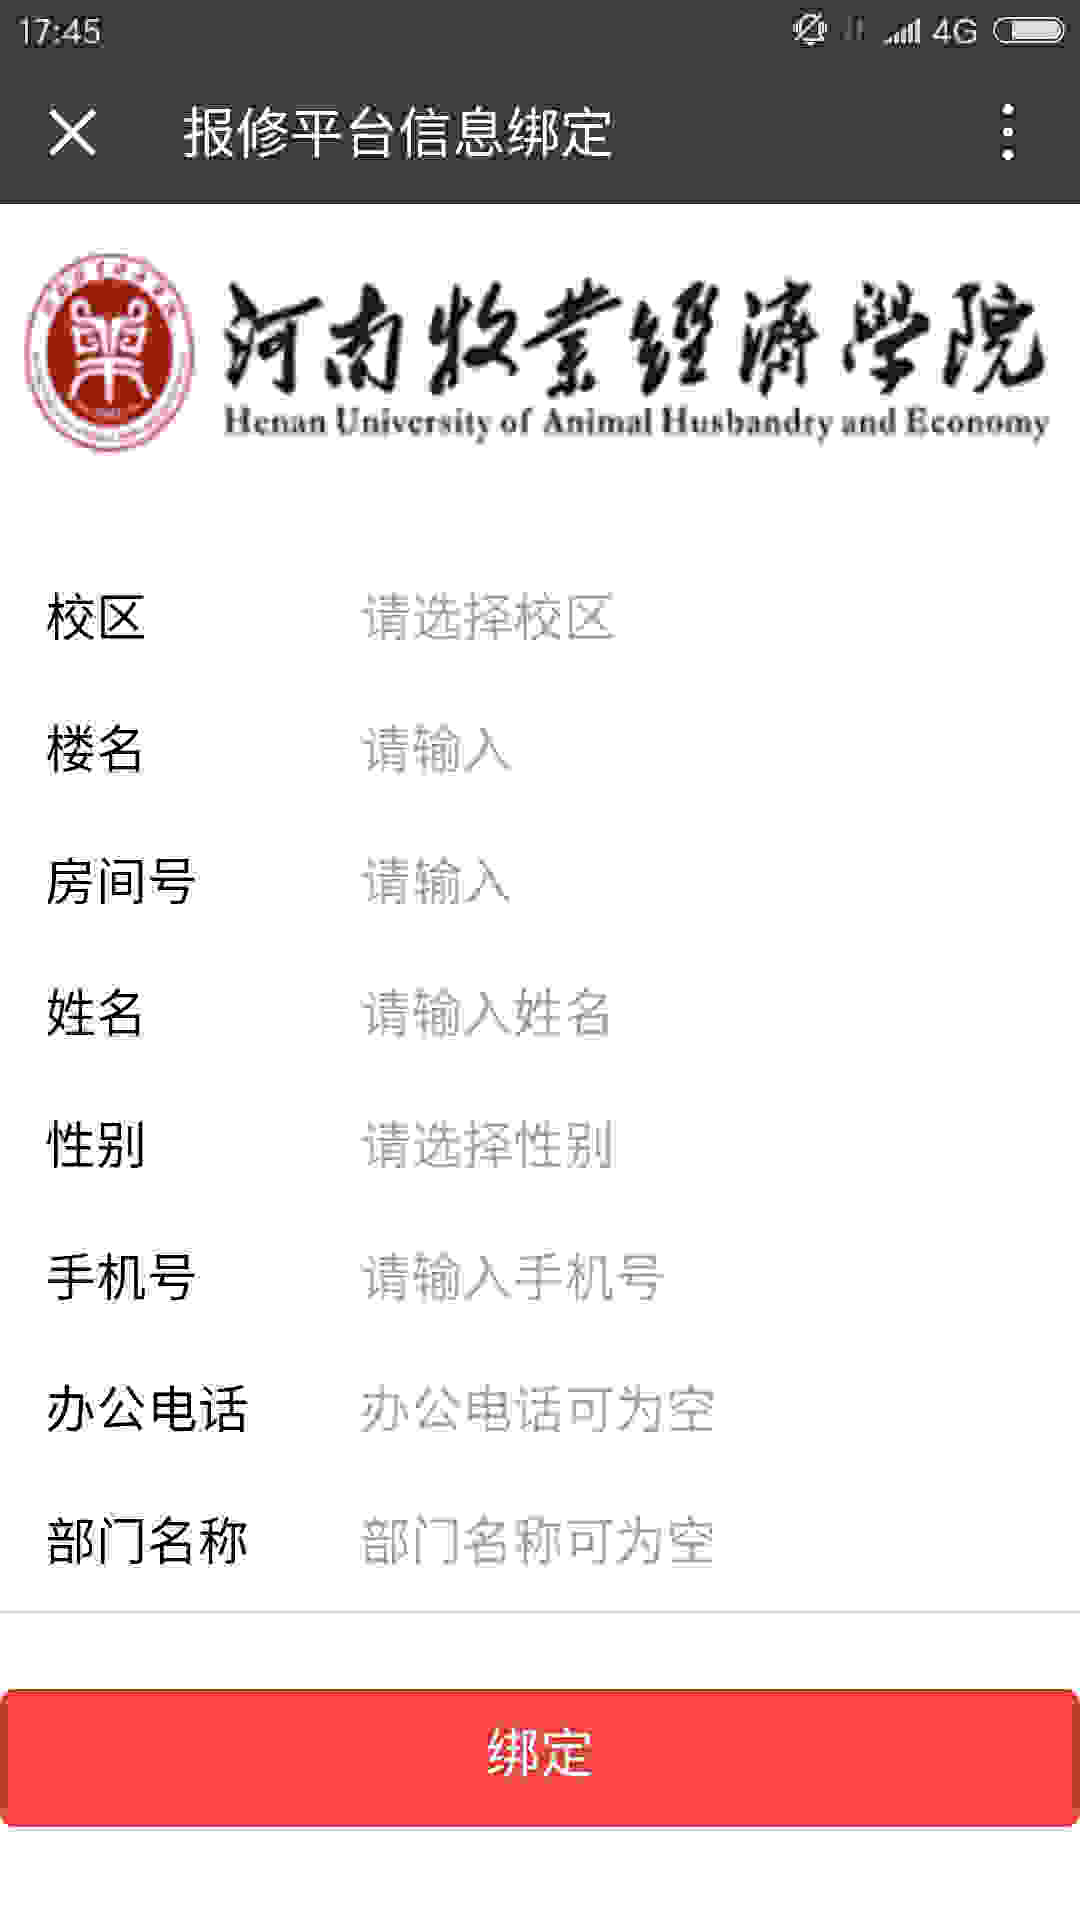 17:45 4G
报修平台信息绑定
河南牧业经济學院
Henan University of Animal Husbandry and Economy
校区 请选择校区
楼名 请输入
房间号 请输入
姓名 请输入姓名
性别 请选择性别
手机号 请输入手机号
办公电话 办公电话可为空
部门名称 部门名称可为空
绑定